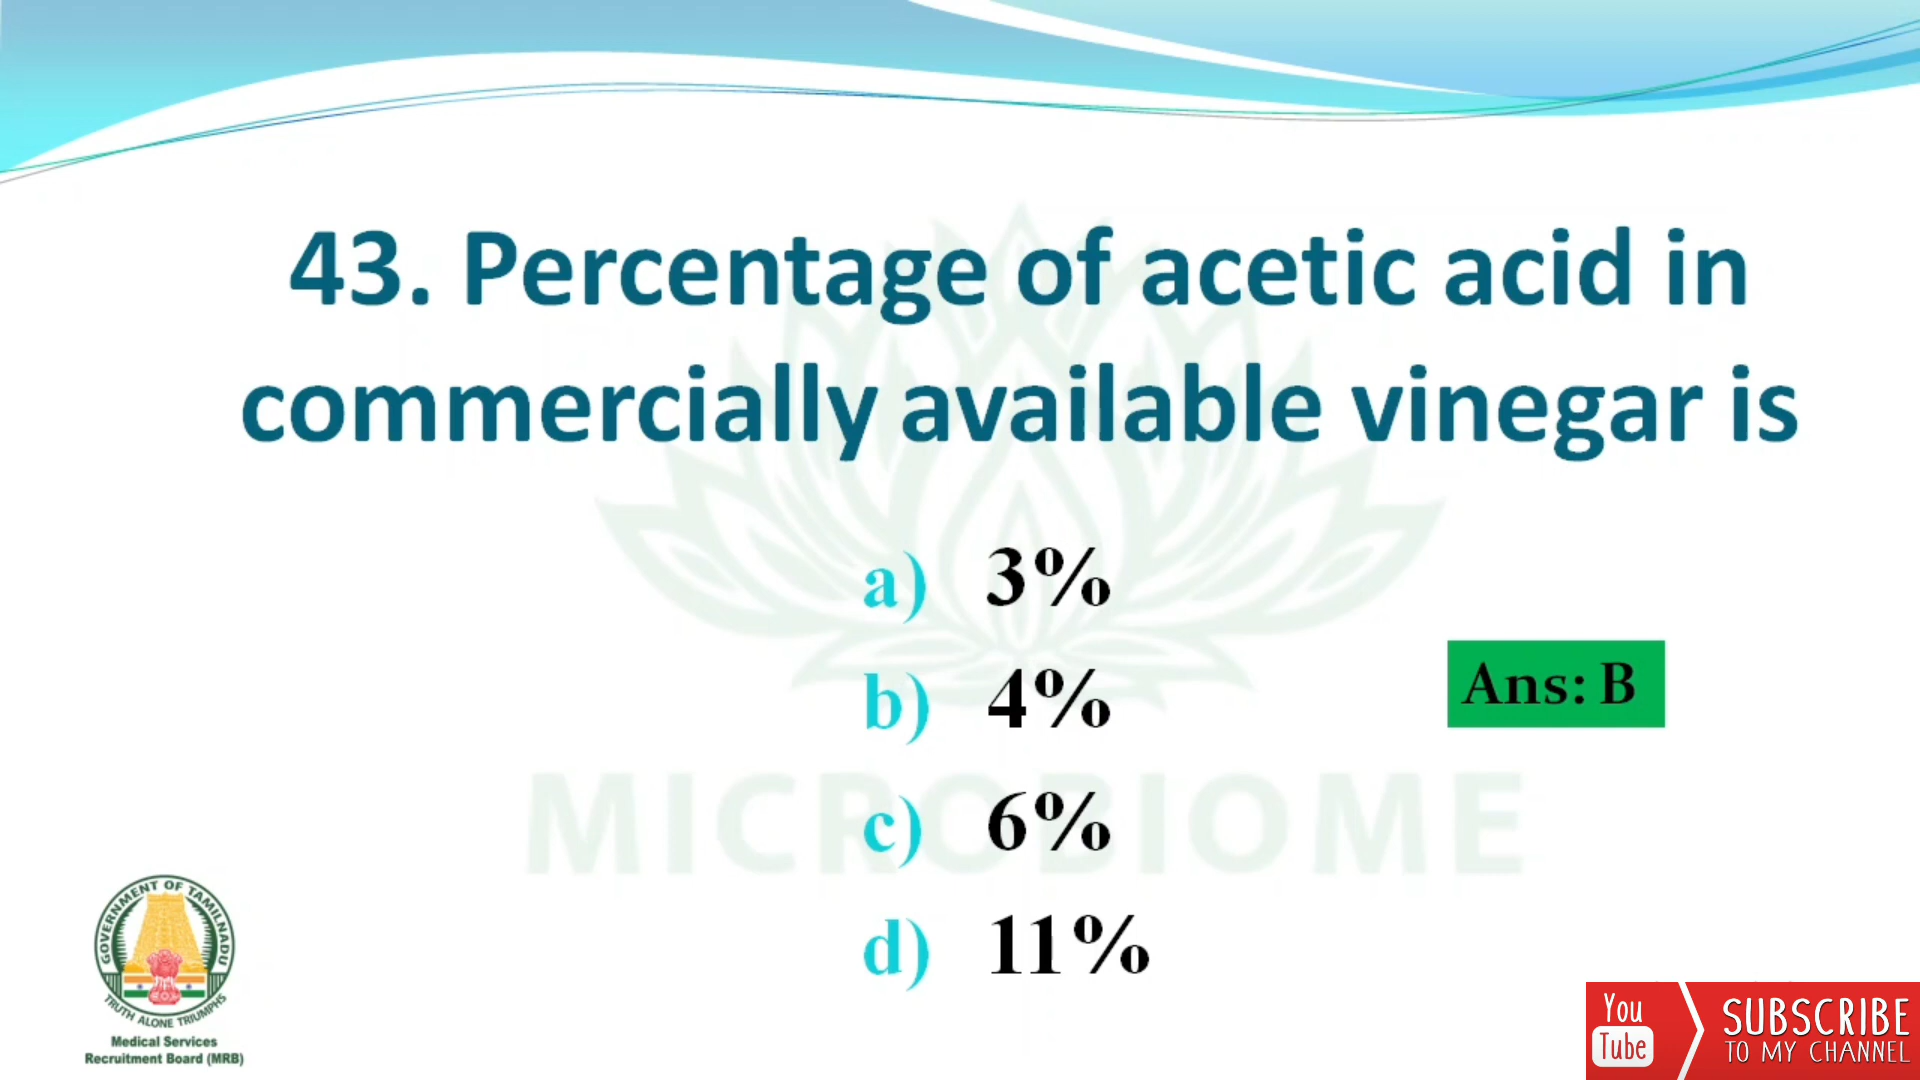 43. Percentage of acetic acid in
commercially available vinegar is
a) 3%
b) 4%
Ans: B
c) 6%
d) 11%
MICROBIOME
GOVERNMENT OF TAMILNADU
TRUTH ALONE TRIUMPHS
Medical Services
Recruitment Board (MRB)
You
Tube
SUBSCRIBE
TO MY CHANNEL